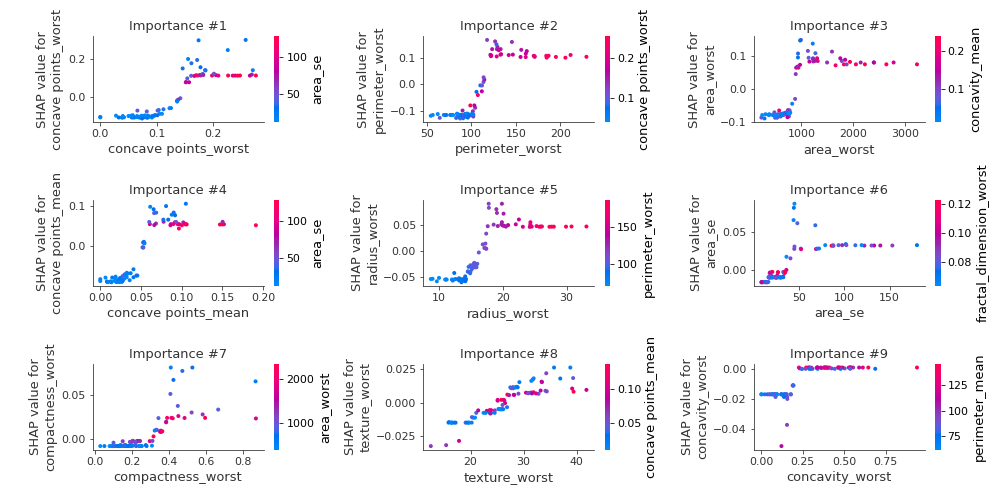 Importance #1
SHAP value for
concave points_worst
0.2
0.0
0.0
0.1
0.2
concave points_worst
100
50
area_se
Importance #2
SHAP value for
perimeter_worst
0.1
0.0
−0.1
50
100
150
200
perimeter_worst
0.2
0.1
concave points_worst
Importance #3
SHAP value for
area_worst
0.1
0.0
−0.1
1000
2000
3000
area_worst
0.2
0.1
concavity_mean
Importance #4
SHAP value for
concave points_mean
0.1
0.0
0.00
0.05
0.10
0.15
0.20
concave points_mean
100
50
area_se
Importance #5
SHAP value for
radius_worst
0.05
0.00
−0.05
10
20
30
radius_worst
150
100
perimeter_worst
Importance #6
SHAP value for
area_se
0.05
0.00
50
100
150
area_se
0.12
0.10
0.08
fractal_dimension_worst
Importance #7
SHAP value for
compactness_worst
0.05
0.00
0.0
0.2
0.4
0.6
0.8
compactness_worst
2000
1000
area_worst
Importance #8
SHAP value for
texture_worst
0.025
0.000
−0.025
20
30
40
texture_worst
0.10
0.05
concave points_mean
Importance #9
SHAP value for
concavity_worst
0.00
−0.02
−0.04
0.00
0.25
0.50
0.75
concavity_worst
125
100
75
perimeter_mean